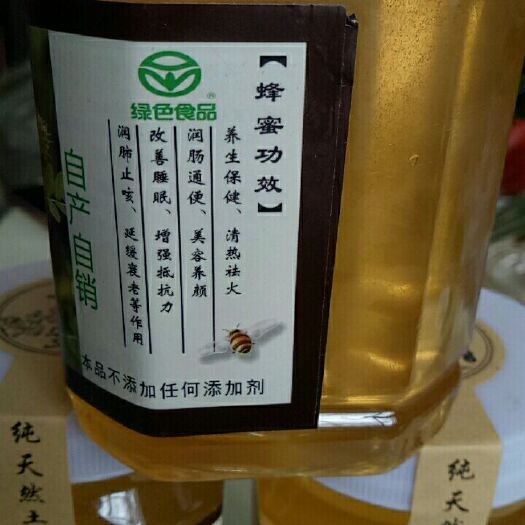 绿色食品
®
【蜂蜜功效】
养生保健、清热祛火
润肠通便、美容养颜
改善睡眠、增强抵抗力
润肺止咳、延缓衰老等作用
自产自销
本品不添加任何添加剂
纯天然土
纯天